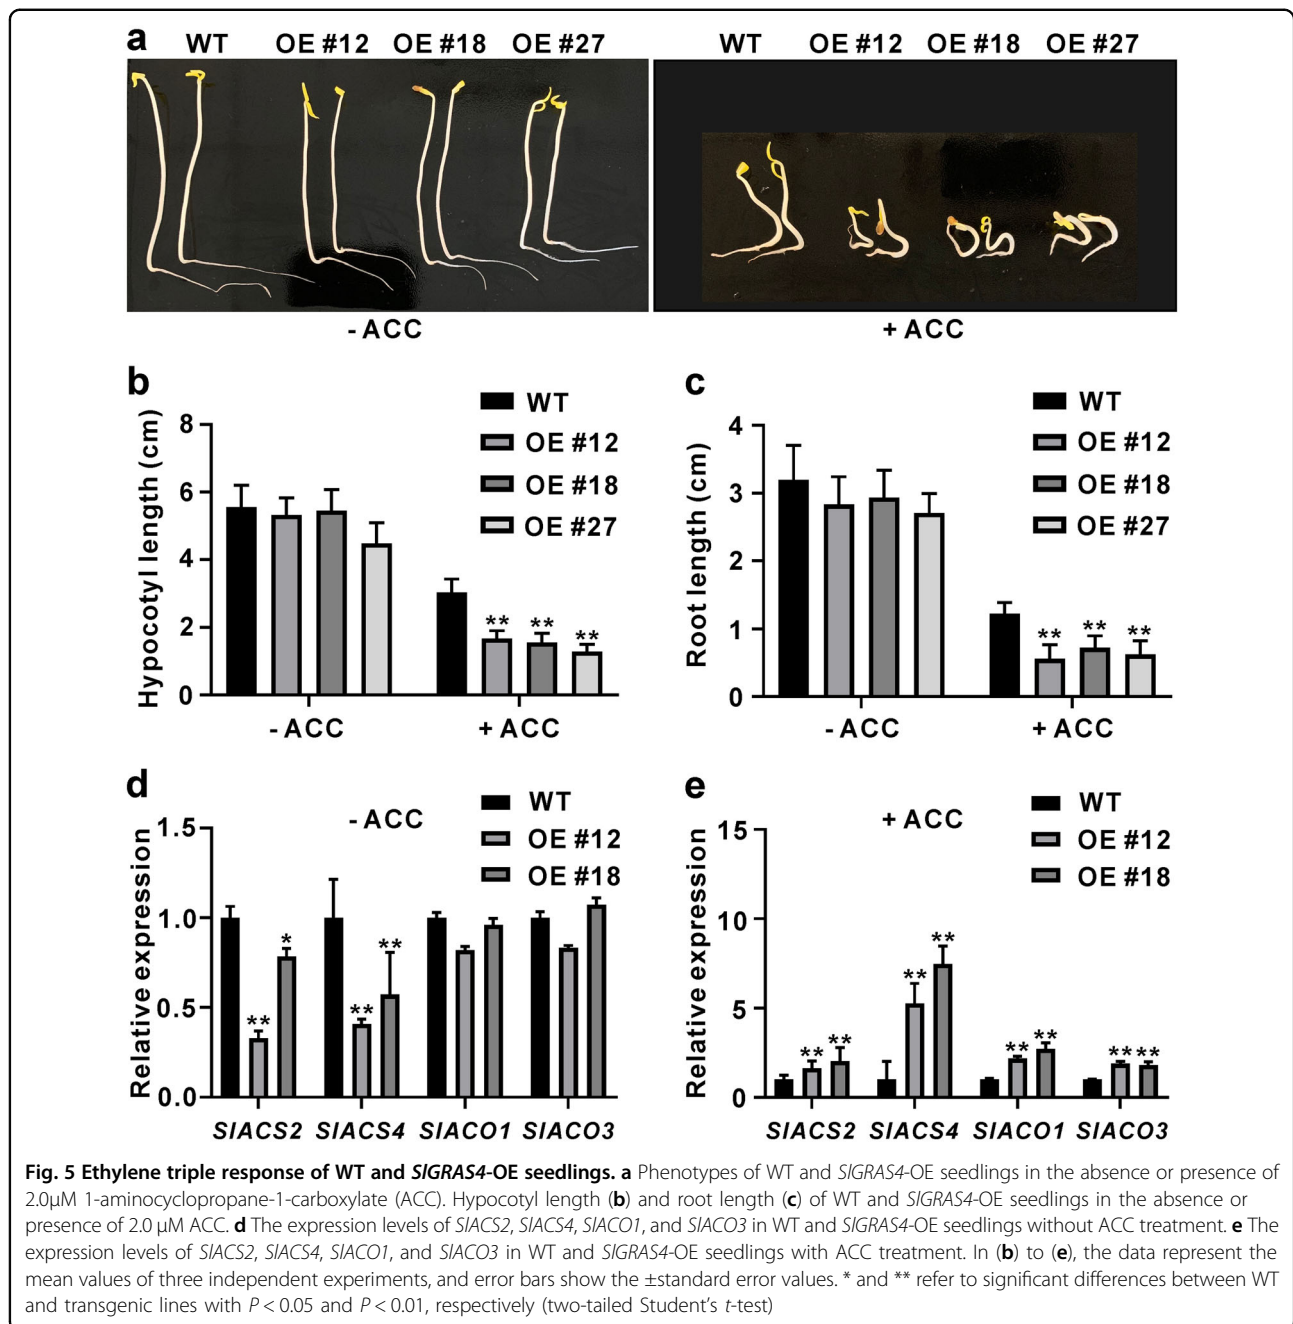 a
WT OE #12 OE #18 OE #27
WT OE #12 OE #18 OE #27
- ACC
+ ACC
b
Hypocotyl length (cm)
8
6
4
2
0
WT
OE #12
OE #18
OE #27
** ** **
- ACC + ACC
c
Root length (cm)
4
3
2
1
0
WT
OE #12
OE #18
OE #27
** ** **
- ACC + ACC
d
Relative expression
1.5
1.0
0.5
0.0
- ACC
WT
OE #12
OE #18
** * ** **
SlACS2 SlACS4 SlACO1 SlACO3
e
Relative expression
15
10
5
0
+ ACC
WT
OE #12
OE #18
** ** ** ** ** ** ** **
SlACS2 SlACS4 SlACO1 SlACO3
Fig. 5 Ethylene triple response of WT and SlGRAS4-OE seedlings. a Phenotypes of WT and SlGRAS4-OE seedlings in the absence or presence of
2.0μM 1-aminocyclopropane-1-carboxylate (ACC). Hypocotyl length (b) and root length (c) of WT and SlGRAS4-OE seedlings in the absence or
presence of 2.0 μM ACC. d The expression levels of SlACS2, SlACS4, SlACO1, and SlACO3 in WT and SlGRAS4-OE seedlings without ACC treatment. e The
expression levels of SlACS2, SlACS4, SlACO1, and SlACO3 in WT and SlGRAS4-OE seedlings with ACC treatment. In (b) to (e), the data represent the
mean values of three independent experiments, and error bars show the ±standard error values. * and ** refer to significant differences between WT
and transgenic lines with P < 0.05 and P < 0.01, respectively (two-tailed Student's t-test)